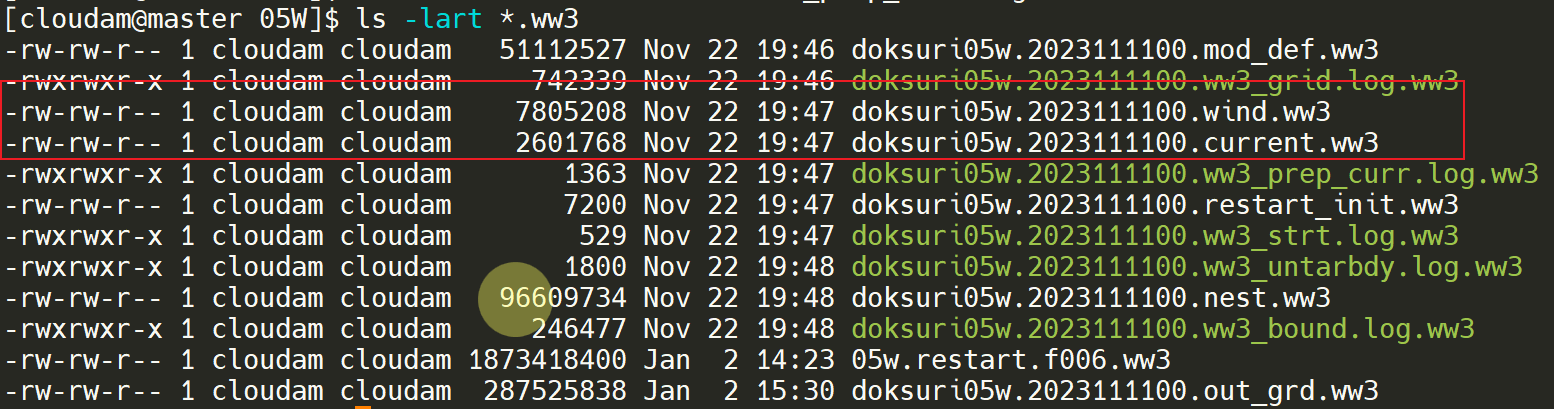 [cloudam@master 05W]$ ls -lart *.ww3
-rw-rw-r-- 1 cloudam cloudam 51112527 Nov 22 19:46 doksuri05w.2023111100.mod_def.ww3
-rwxrwxr-x 1 cloudam cloudam 742339 Nov 22 19:46 doksuri05w.2023111100.ww3_grid.log.ww3
-rw-rw-r-- 1 cloudam cloudam 7805208 Nov 22 19:47 doksuri05w.2023111100.wind.ww3
-rw-rw-r-- 1 cloudam cloudam 2601768 Nov 22 19:47 doksuri05w.2023111100.current.ww3
-rwxrwxr-x 1 cloudam cloudam 1363 Nov 22 19:47 doksuri05w.2023111100.ww3_prep_curr.log.ww3
-rw-rw-r-- 1 cloudam cloudam 7200 Nov 22 19:47 doksuri05w.2023111100.restart_init.ww3
-rwxrwxr-x 1 cloudam cloudam 529 Nov 22 19:47 doksuri05w.2023111100.ww3_strt.log.ww3
-rwxrwxr-x 1 cloudam cloudam 1800 Nov 22 19:48 doksuri05w.2023111100.ww3_untarbdy.log.ww3
-rw-rw-r-- 1 cloudam cloudam 96609734 Nov 22 19:48 doksuri05w.2023111100.nest.ww3
-rwxrwxr-x 1 cloudam cloudam 246477 Nov 22 19:48 doksuri05w.2023111100.ww3_bound.log.ww3
-rw-rw-r-- 1 cloudam cloudam 1873418400 Jan 2 14:23 05w.restart.f006.ww3
-rw-rw-r-- 1 cloudam cloudam 287525838 Jan 2 15:30 doksuri05w.2023111100.out_grd.ww3